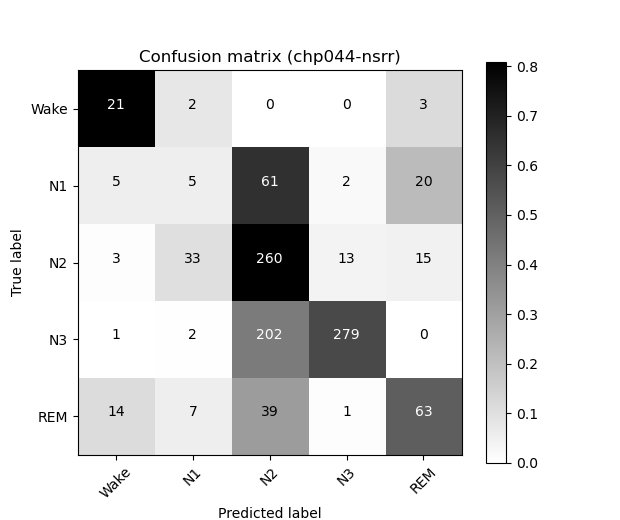 Confusion matrix (chp044-nsrr)
Wake 21 2 0 0 3
N1 5 5 61 2 20
N2 3 33 260 13 15
N3 1 2 202 279 0
REM 14 7 39 1 63
Wake N1 N2 N3 REM
True label
Predicted label
0.8
0.7
0.6
0.5
0.4
0.3
0.2
0.1
0.0